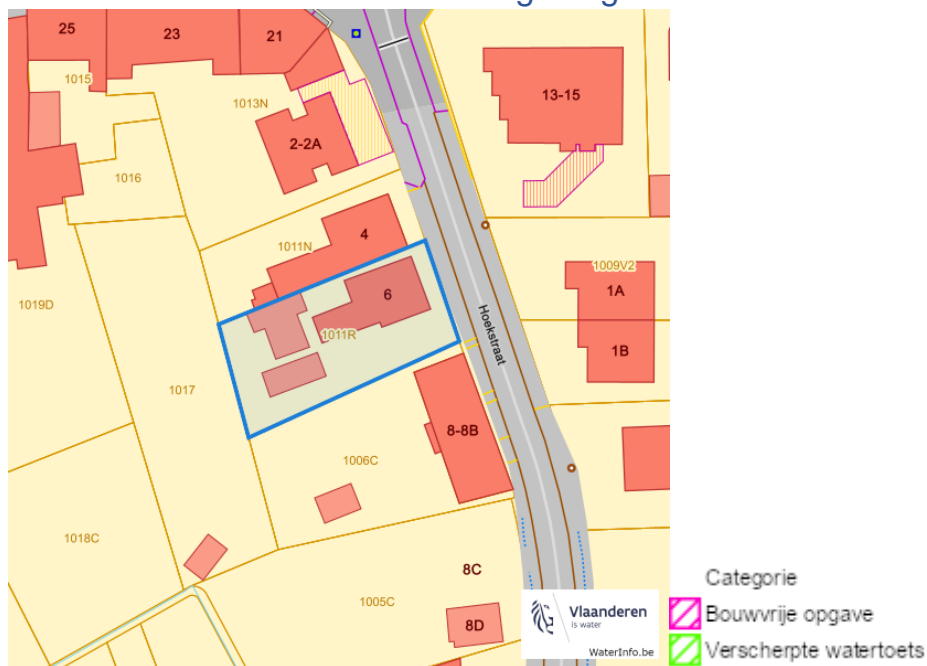 25
23
21
1015
1013N
13-15
2-2A
1016
4
1011N
1009V2
6
1A
1019D
1011R
Hoekstraat
1B
1017
8-8B
1006C
1018C
8C
1005C
8D
Vlaanderen
is water
WaterInfo.be
Categorie
Bouwvrije opgave
Verscherpte watertoets